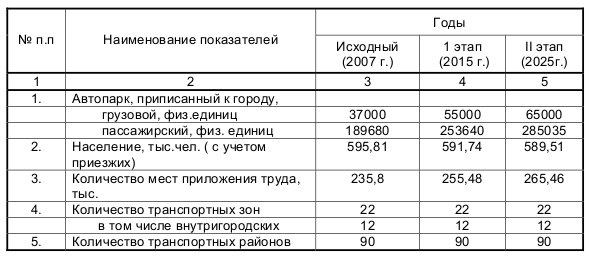 № п.п Наименование показателей Годы
Исходный (2007 г.) 1 этап (2015 г.) II этап (2025г.)
1 2 3 4 5
1. Автопарк, приписанный к городу,
грузовой, физ.единиц 37000 55000 65000
пассажирский, физ. единиц 189680 253640 285035
2. Население, тыс.чел. ( с учетом 595,81 591,74 589,51
приезжих)
3. Количество мест приложения труда, 235,8 255,48 265,46
тыс.
4. Количество транспортных зон 22 22 22
в том числе внутригородских 12 12 12
5. Количество транспортных районов 90 90 90